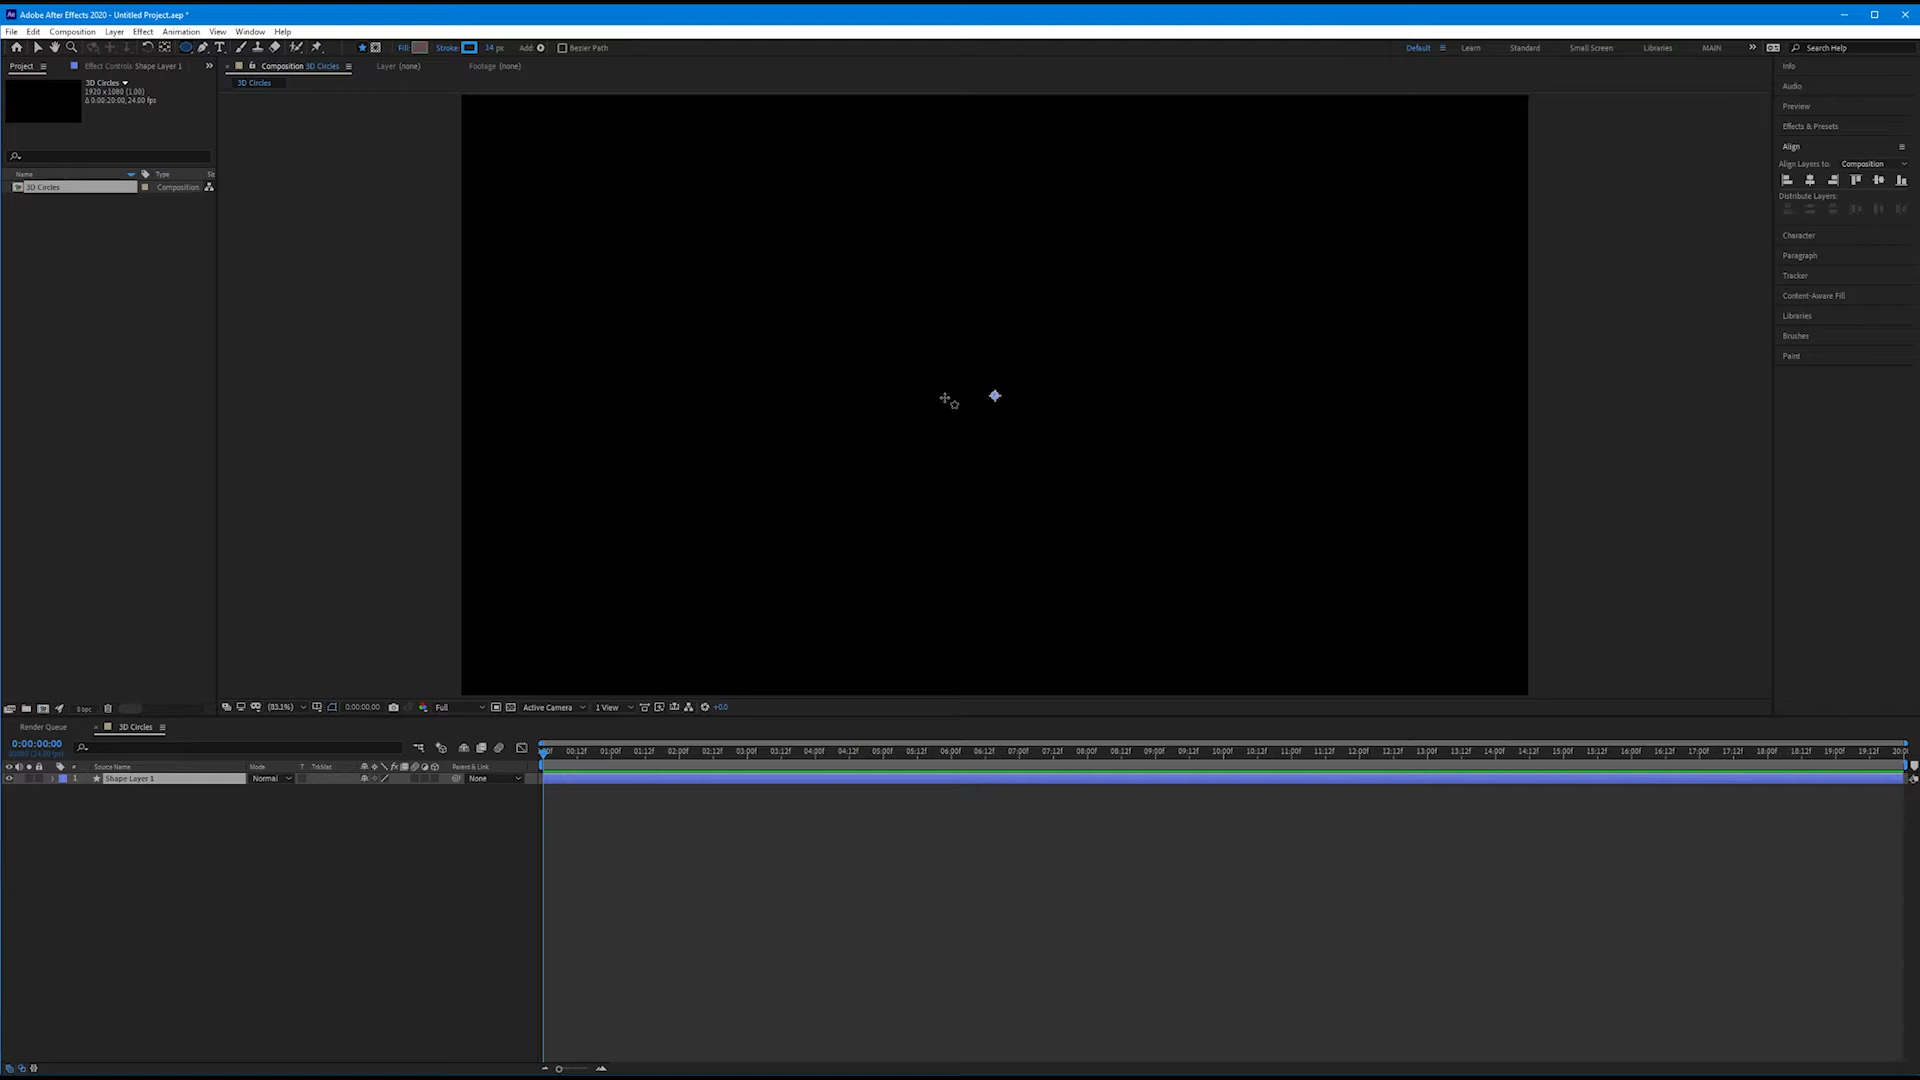 Adobe After Effects 2020 - Untitled Project.aep *
File Edit Composition Layer Effect Animation View Window Help
Fill: Stroke: 14 px Add: Bezier Path Default Learn Standard Small Screen Libraries MAIN Search Help
Project Effect Controls Shape Layer 1 Composition 3D Circles Layer (none) Footage (none)
3D Circles
1920 x 1080 (1.00)
Δ 0:00:20:00, 24.00 fps
3D Circles
Name Type
3D Circles Composition
Info
Audio
Preview
Effects & Presets
Align
Align Layers to: Composition
Distribute Layers:
Character
Paragraph
Tracker
Content-Aware Fill
Libraries
Brushes
Paint
8 bpc (83.1%) 0:00:00:00 Full Active Camera 1 View +0.0
Render Queue 3D Circles
0:00:00:00
00:12f 01:00f 01:12f 02:00f 02:12f 03:00f 03:12f 04:00f 04:12f 05:00f 05:12f 06:00f 06:12f 07:00f 07:12f 08:00f 08:12f 09:00f 09:12f 10:00f 10:12f 11:00f 11:12f 12:00f 12:12f 13:00f 13:12f 14:00f 14:12f 15:00f 15:12f 16:00f 16:12f 17:00f 17:12f 18:00f 18:12f 19:00f 19:12f
# Source Name Mode T TrkMat Parent & Link
1 Shape Layer 1 Normal None